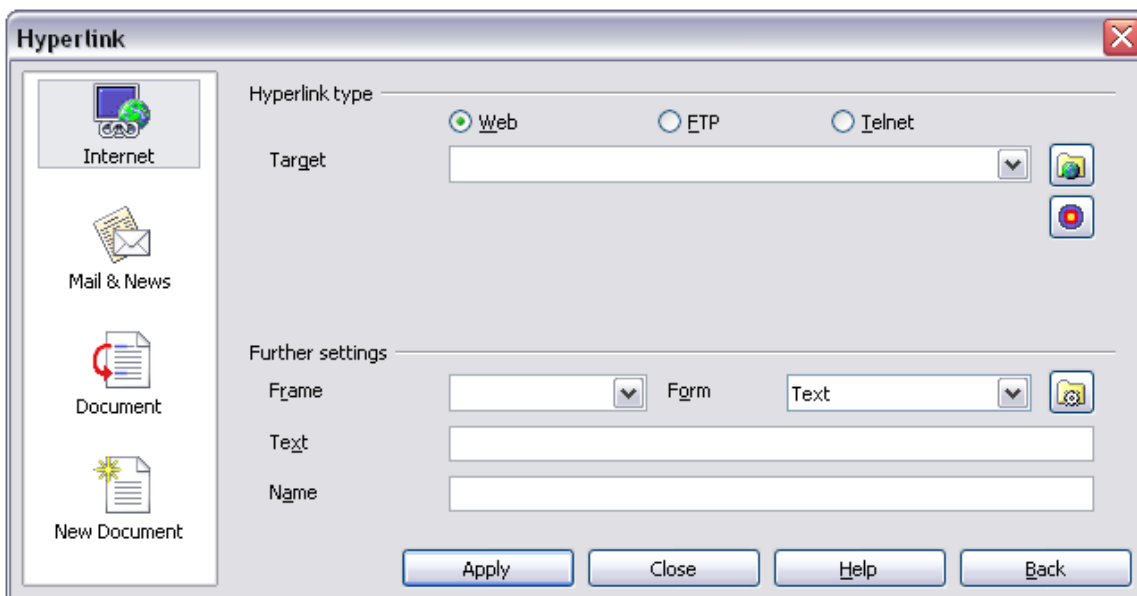 Hyperlink
Internet
Mail & News
Document
New Document
Hyperlink type
Web FTP Telnet
Target
Further settings
Frame Form Text
Text
Name
Apply Close Help Back